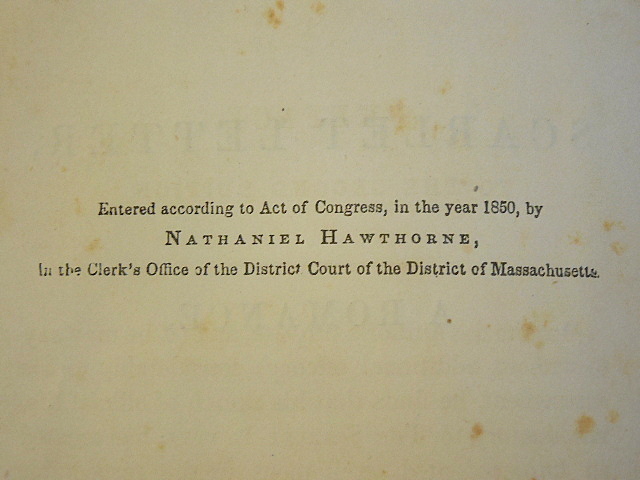 Entered according to Act of Congress, in the year 1850, by
NATHANIEL HAWTHORNE,
In the Clerk's Office of the District Court of the District of Massachusetts.